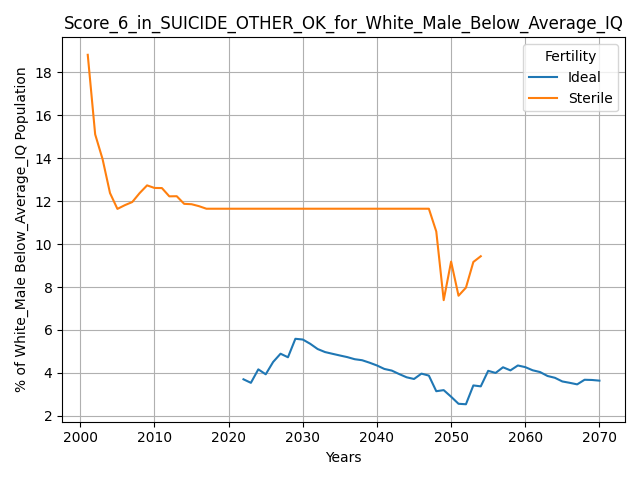 Score_6_in_SUICIDE_OTHER_OK_for_White_Male_Below_Average_IQ
% of White_Male Below_Average_IQ Population
18
16
14
12
10
8
6
4
2
Fertility
Ideal
Sterile
2000 2010 2020 2030 2040 2050 2060 2070
Years